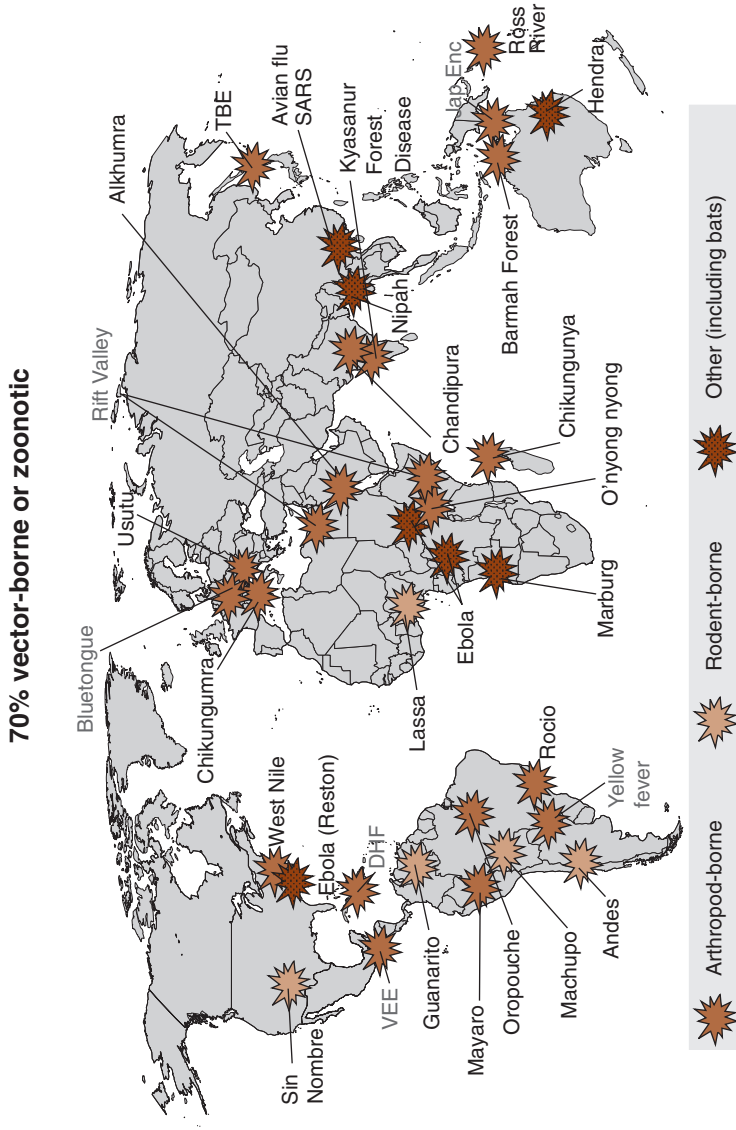 70% vector-borne or zoonotic
Bluetongue
Usutu
Rift Valley
Alkhumra
TBE
Avian flu
SARS
Kyasanur
Forest
Disease
Jap Enc
Ross
River
Chikungumra
West Nile
Ebola (Reston)
DHF
Sin
Nombre
VEE
Guanarito
Mayaro
Oropouche
Machupo
Andes
Rocio
Yellow
fever
Lassa
Ebola
Marburg
O'nyong nyong
Chikungunya
Chandipura
Nipah
Barmah Forest
Hendra
Arthropod-borne
Rodent-borne
Other (including bats)